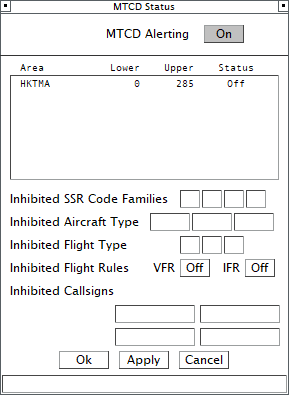 MTCD Status
MTCD Alerting On
Area Lower Upper Status
HKTMA 0 285 Off
Inhibited SSR Code Families
Inhibited Aircraft Type
Inhibited Flight Type
Inhibited Flight Rules VFR Off IFR Off
Inhibited Callsigns
Ok Apply Cancel